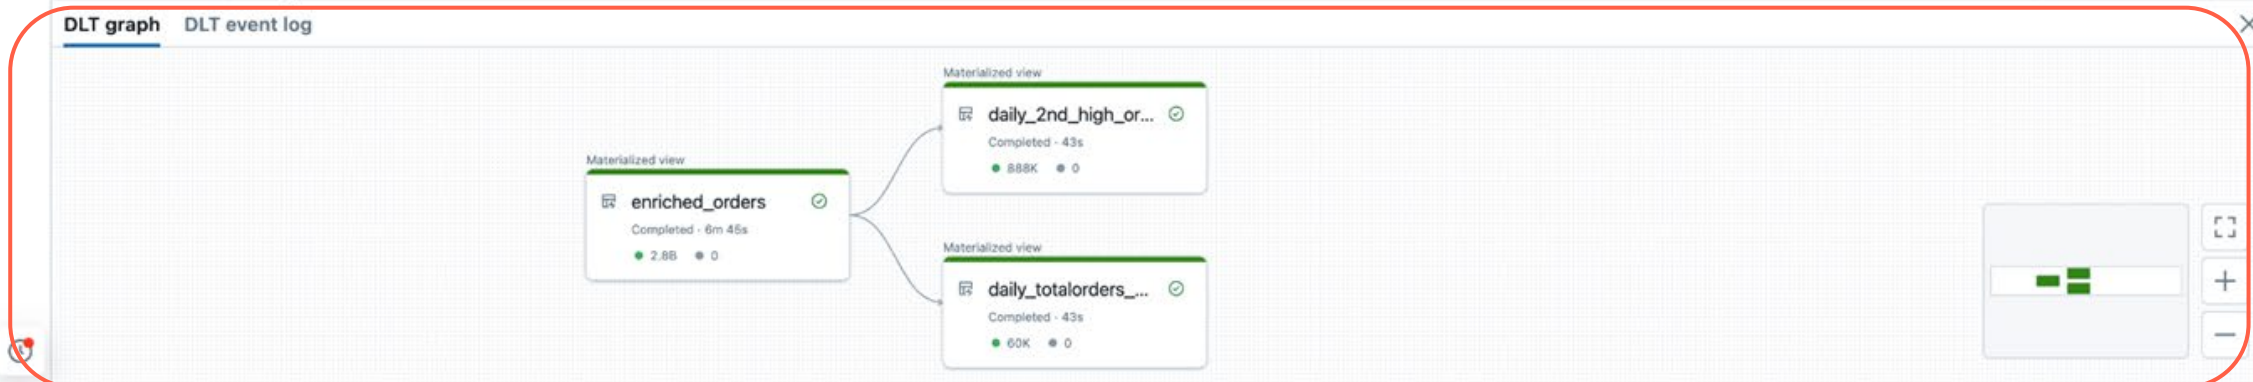 DLT graph DLT event log
Materialized view
daily_2nd_high_or...
Completed - 43s
888K 0
Materialized view
enriched_orders
Completed - 6m 46s
2.8B 0
Materialized view
daily_totalorders_...
Completed - 43s
60K 0